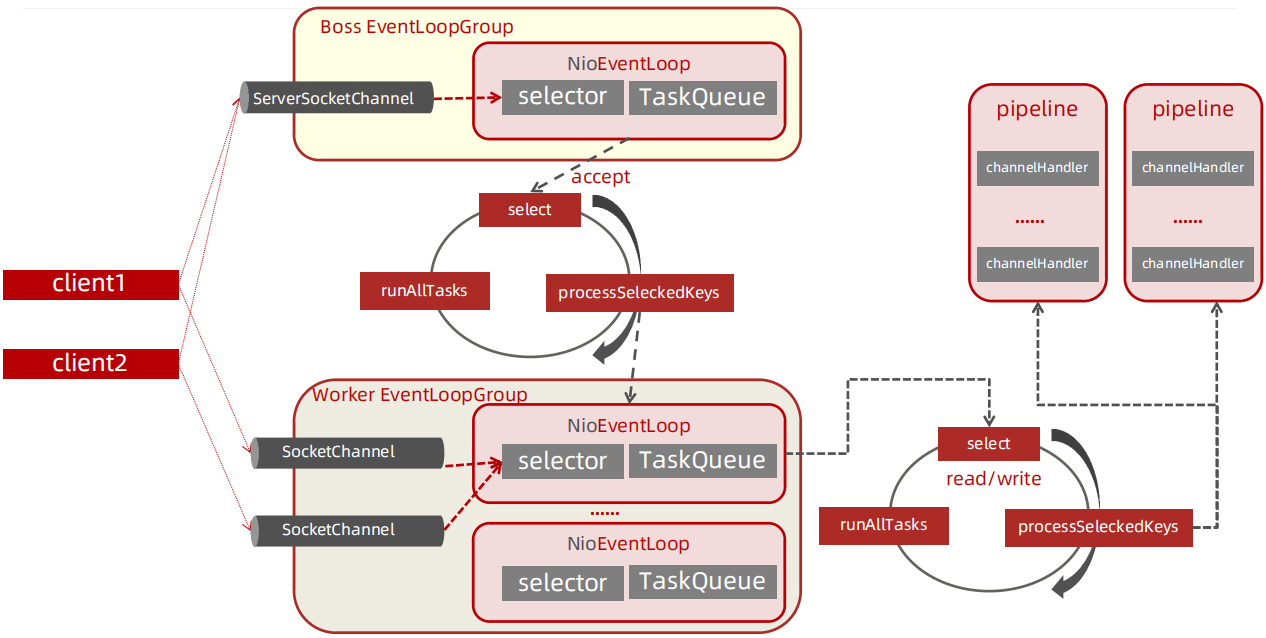 Boss EventLoopGroup
NioEventLoop
selector
TaskQueue
ServerSocketChannel
accept
select
runAllTasks
processSeleckedKeys
client1
client2
Worker EventLoopGroup
NioEventLoop
selector
TaskQueue
SocketChannel
SocketChannel
......
NioEventLoop
selector
TaskQueue
select
read/write
runAllTasks
processSeleckedKeys
pipeline
channelHandler
......
channelHandler
pipeline
channelHandler
......
channelHandler